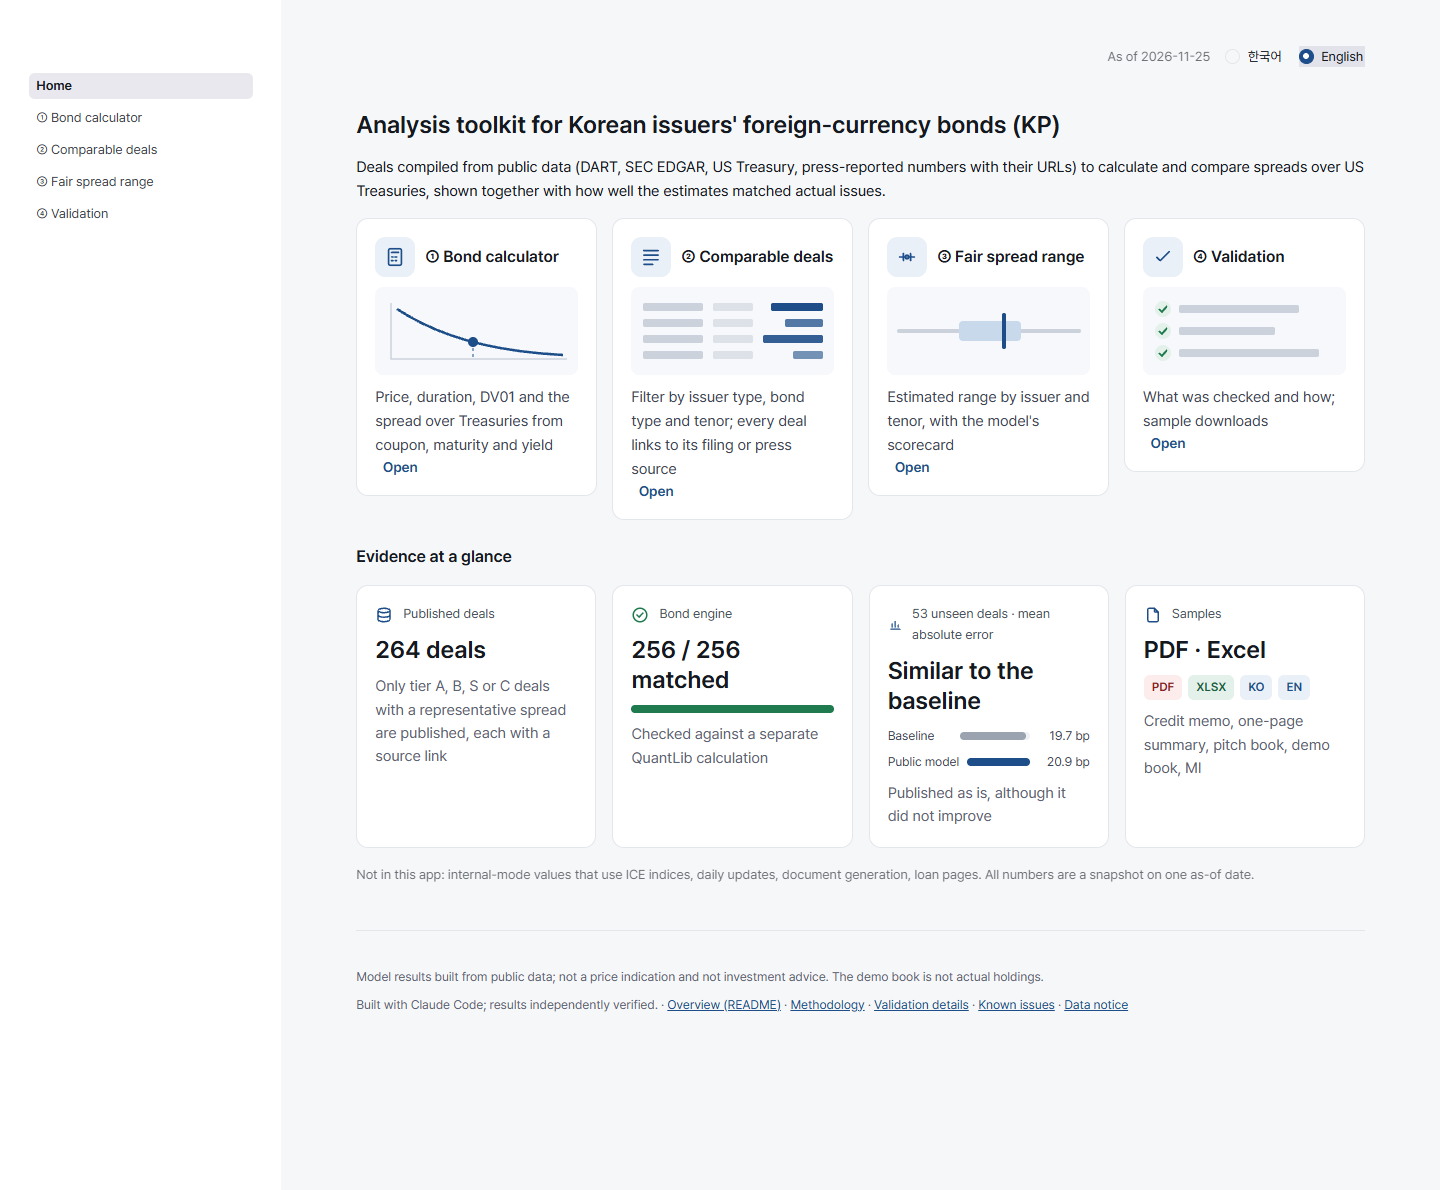 Home
① Bond calculator
② Comparable deals
③ Fair spread range
④ Validation
As of 2026-11-25
한국어
English
Analysis toolkit for Korean issuers' foreign-currency bonds (KP)
Deals compiled from public data (DART, SEC EDGAR, US Treasury, press-reported numbers with their URLs) to calculate and compare spreads over US
Treasuries, shown together with how well the estimates matched actual issues.
① Bond calculator
Price, duration, DV01 and the
spread over Treasuries from
coupon, maturity and yield
Open
② Comparable deals
Filter by issuer type, bond
type and tenor; every deal
links to its filing or press
source
Open
③ Fair spread range
Estimated range by issuer and
tenor, with the model's
scorecard
Open
④ Validation
What was checked and how;
sample downloads
Open
Evidence at a glance
Published deals
264 deals
Only tier A, B, S or C deals
with a representative spread
are published, each with a
source link
Bond engine
256 / 256
matched
Checked against a separate
QuantLib calculation
53 unseen deals · mean
absolute error
Similar to the
baseline
Baseline 19.7 bp
Public model 20.9 bp
Published as is, although it
did not improve
Samples
PDF · Excel
PDF XLSX KO EN
Credit memo, one-page
summary, pitch book, demo
book, MI
Not in this app: internal-mode values that use ICE indices, daily updates, document generation, loan pages. All numbers are a snapshot on one as-of date.
Model results built from public data; not a price indication and not investment advice. The demo book is not actual holdings.
Built with Claude Code; results independently verified. · Overview (README) · Methodology · Validation details · Known issues · Data notice